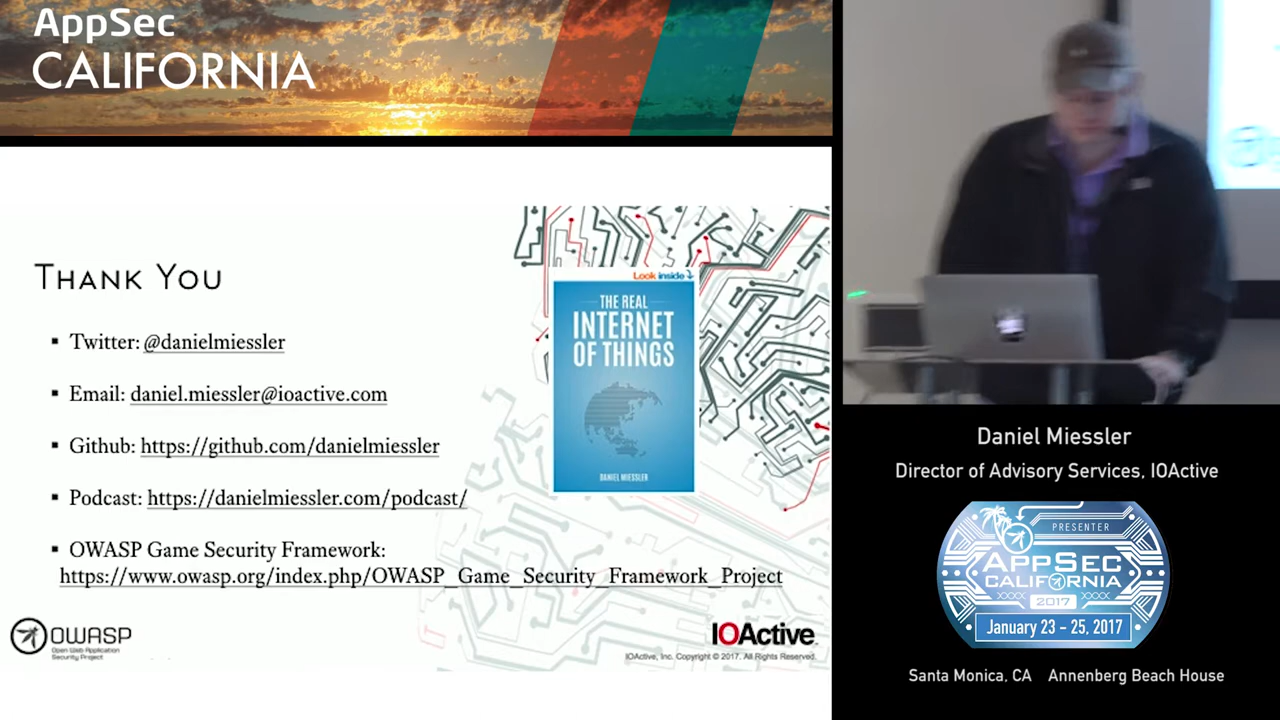 AppSec
CALIFORNIA
THANK YOU
▪ Twitter: @danielmiessler
▪ Email: daniel.miessler@ioactive.com
▪ Github: https://github.com/danielmiessler
▪ Podcast: https://danielmiessler.com/podcast/
▪ OWASP Game Security Framework:
https://www.owasp.org/index.php/OWASP_Game_Security_Framework_Project
Look inside
THE REAL
INTERNET
OF THINGS
DANIEL MIESSLER
OWASP
Open Web Application
Security Project
IOActive
IOActive, Inc. Copyright © 2017. All Rights Reserved.
Daniel Miessler
Director of Advisory Services, IOActive
PRESENTER
APPSEC
CALIFORNIA
2017
January 23 - 25, 2017
Santa Monica, CA Annenberg Beach House